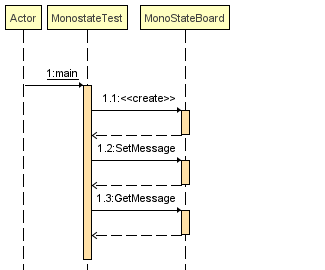 Actor MonostateTest MonoStateBoard
1:main
1.1:<<create>>
1.2:SetMessage
1.3:GetMessage